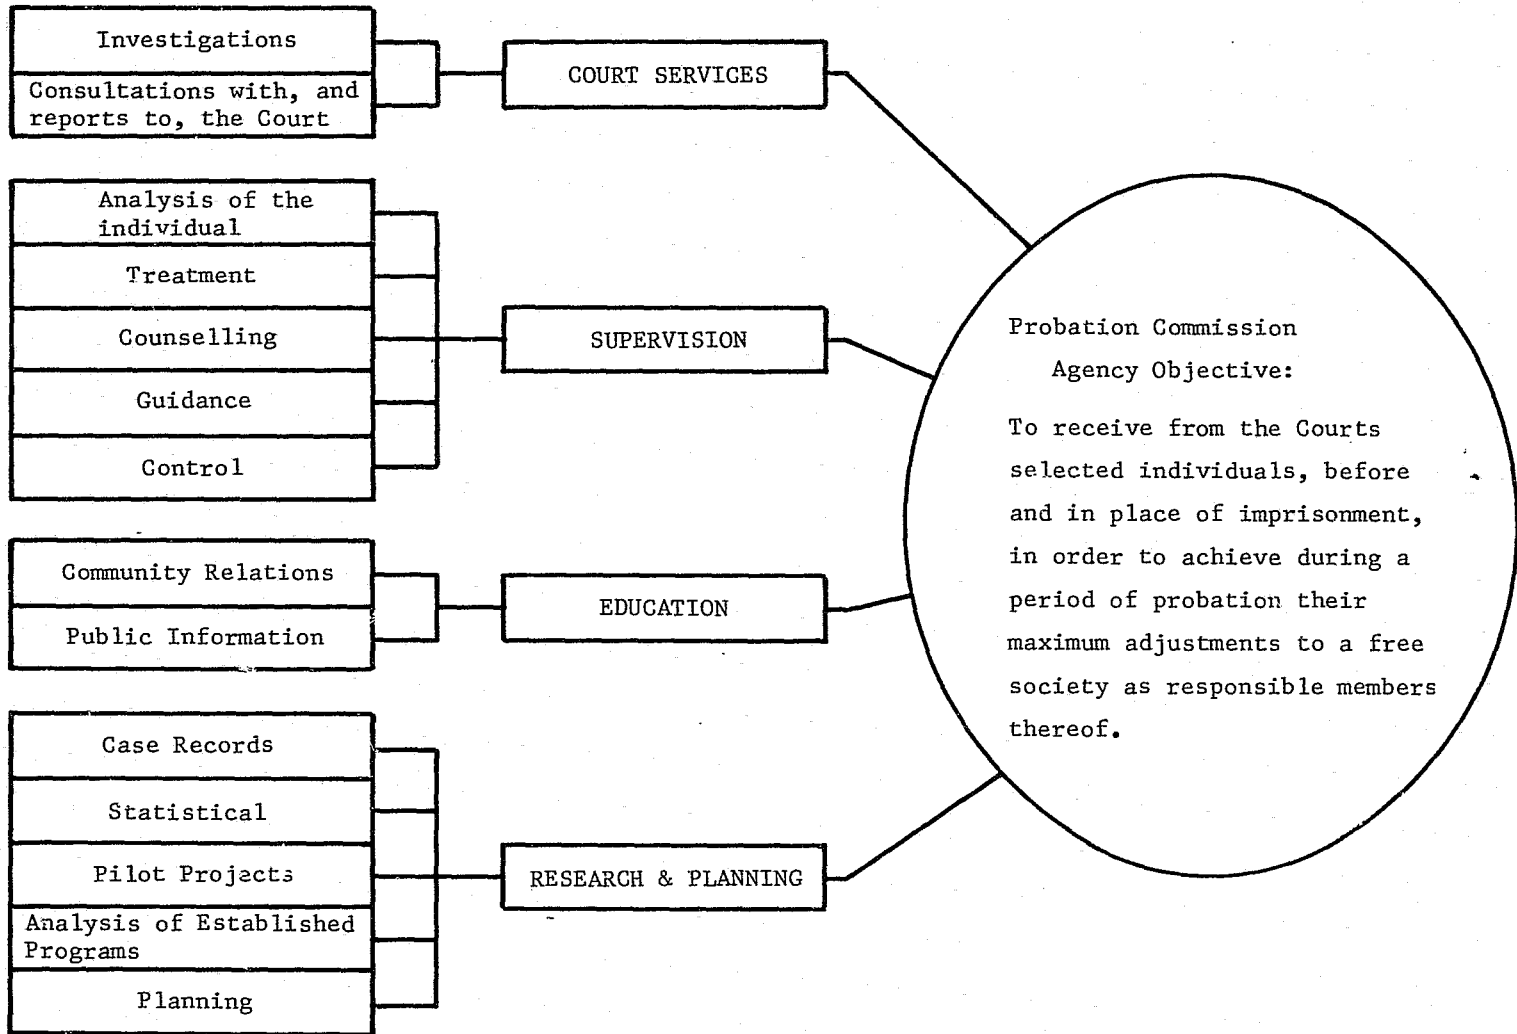 Investigations
Consultations with, and
reports to, the Court
COURT SERVICES
Analysis of the
individual
Treatment
Counselling
Guidance
Control
SUPERVISION
Community Relations
Public Information
EDUCATION
Case Records
Statistical
Pilot Projects
Analysis of Established
Programs
Planning
RESEARCH & PLANNING
Probation Commission
Agency Objective:
To receive from the Courts
selected individuals, before
and in place of imprisonment,
in order to achieve during a
period of probation their
maximum adjustments to a free
society as responsible members
thereof.